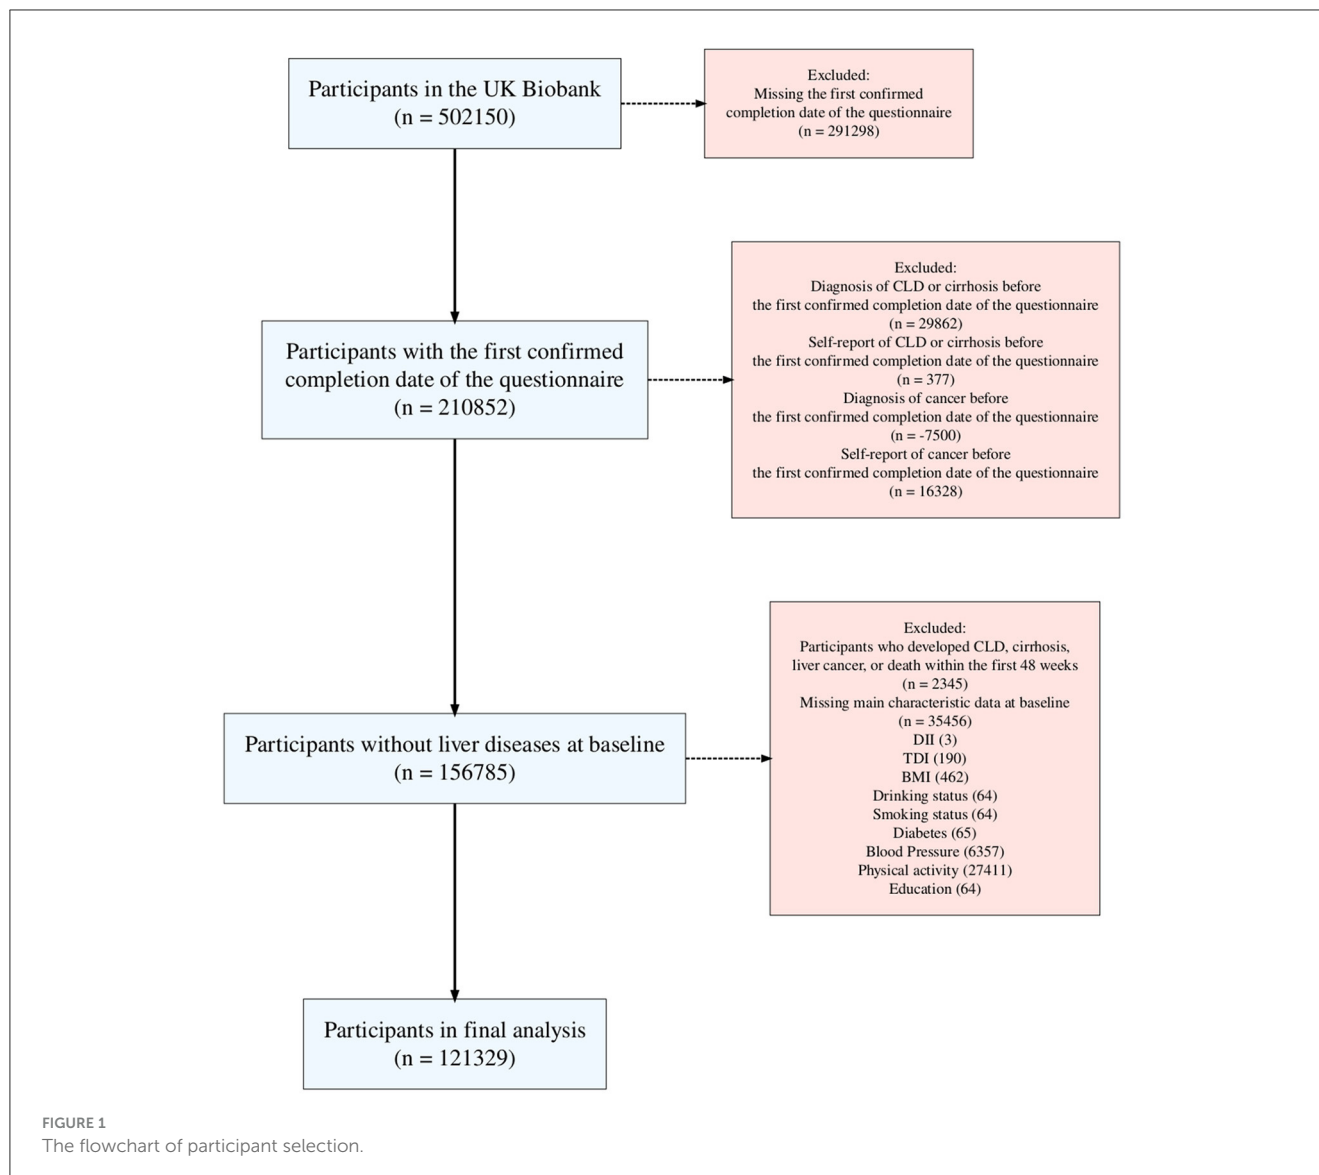 Participants in the UK Biobank
(n = 502150)
Excluded:
Missing the first confirmed
completion date of the questionnaire
(n = 291298)
Participants with the first confirmed
completion date of the questionnaire
(n = 210852)
Excluded:
Diagnosis of CLD or cirrhosis before
the first confirmed completion date of the questionnaire
(n = 29862)
Self-report of CLD or cirrhosis before
the first confirmed completion date of the questionnaire
(n = 377)
Diagnosis of cancer before
the first confirmed completion date of the questionnaire
(n = -7500)
Self-report of cancer before
the first confirmed completion date of the questionnaire
(n = 16328)
Participants without liver diseases at baseline
(n = 156785)
Excluded:
Participants who developed CLD, cirrhosis,
liver cancer, or death within the first 48 weeks
(n = 2345)
Missing main characteristic data at baseline
(n = 35456)
DII (3)
TDI (190)
BMI (462)
Drinking status (64)
Smoking status (64)
Diabetes (65)
Blood Pressure (6357)
Physical activity (27411)
Education (64)
Participants in final analysis
(n = 121329)
FIGURE 1
The flowchart of participant selection.